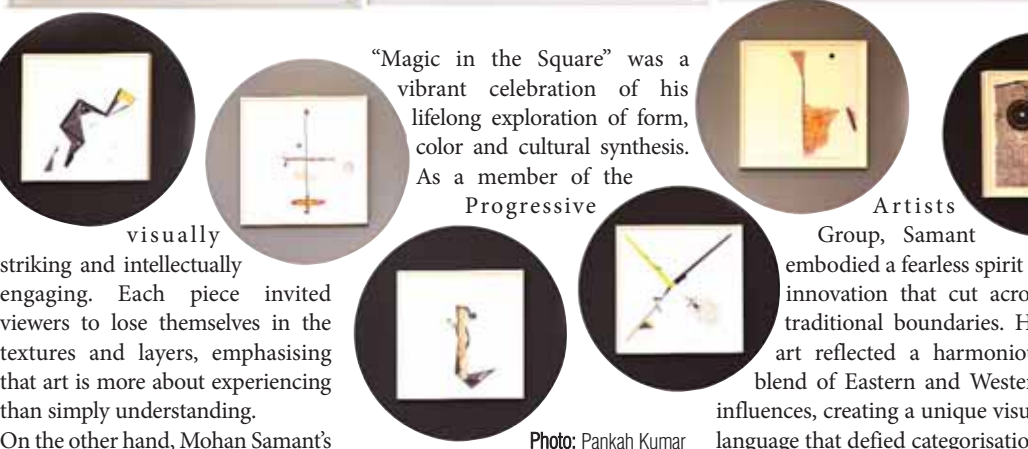 visually
striking and intellectually
engaging. Each piece invited
viewers to lose themselves in the
textures and layers, emphasising
that art is more about experiencing
than simply understanding.
On the other hand, Mohan Samant’s
“Magic in the Square” was a
vibrant celebration of his
lifelong exploration of form,
color and cultural synthesis.
As a member of the
Progressive
Photo: Pankah Kumar
Artists
Group, Samant
embodied a fearless spirit
innovation that cut acro
traditional boundaries. H
art reflected a harmoniou
blend of Eastern and Wester
influences, creating a unique visu
language that defied categorisation